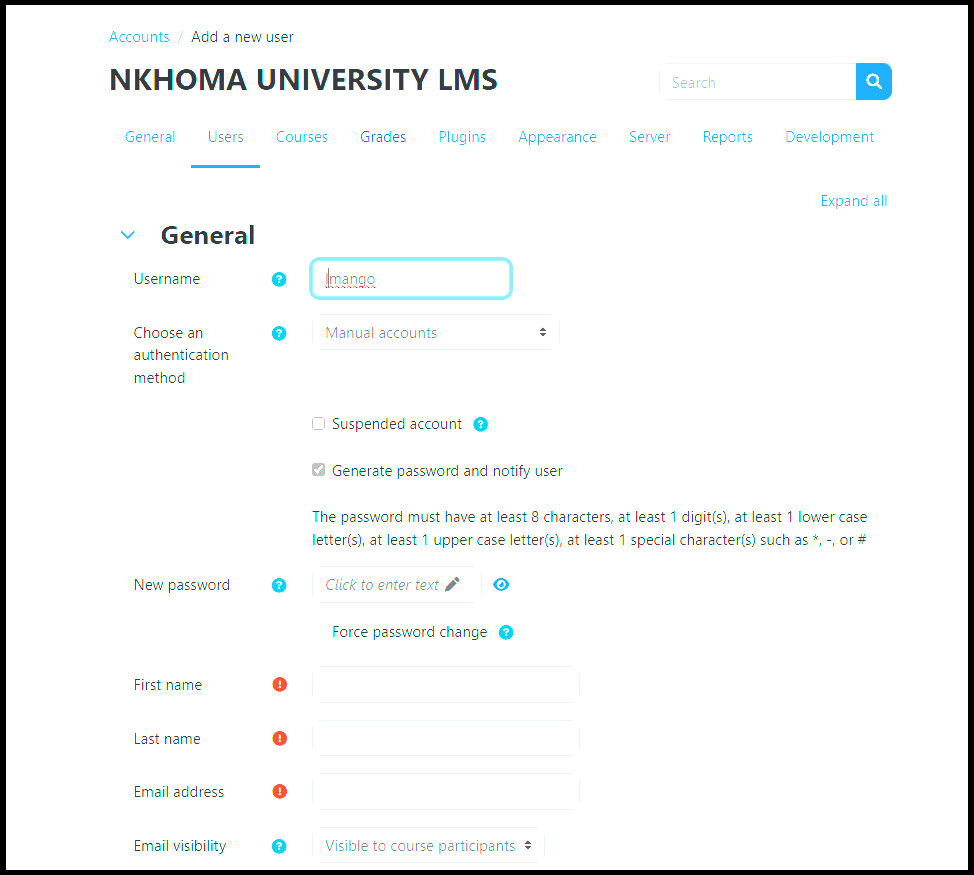 Accounts / Add a new user
NKHOMA UNIVERSITY LMS
Search
General Users Courses Grades Plugins Appearance Server Reports Development
Expand all
General
Username
lmango
Choose an authentication method
Manual accounts
Suspended account
Generate password and notify user
The password must have at least 8 characters, at least 1 digit(s), at least 1 lower case
letter(s), at least 1 upper case letter(s), at least 1 special character(s) such as *, -, or #
New password
Click to enter text
Force password change
First name
Last name
Email address
Email visibility
Visible to course participants